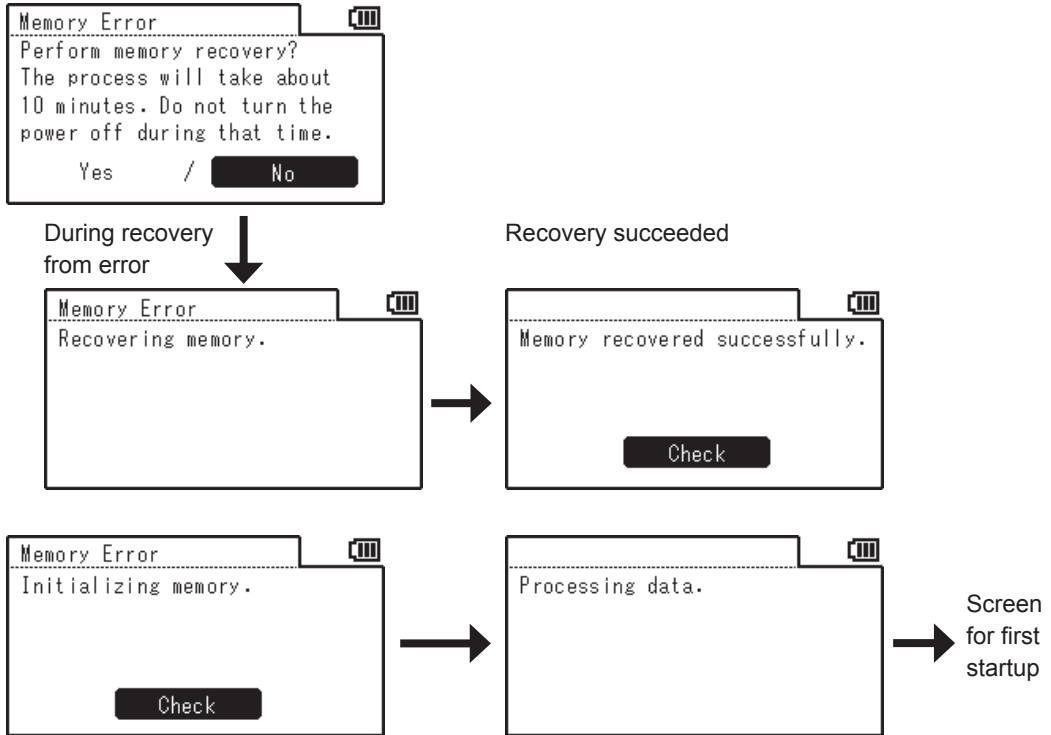 Memory Error
Perform memory recovery?
The process will take about
10 minutes. Do not turn the
power off during that time.
Yes / No
During recovery
from error
Recovery succeeded
Memory Error
Recovering memory.
Memory recovered successfully.
Check
Memory Error
Initializing memory.
Check
Processing data.
Screen
for first
startup